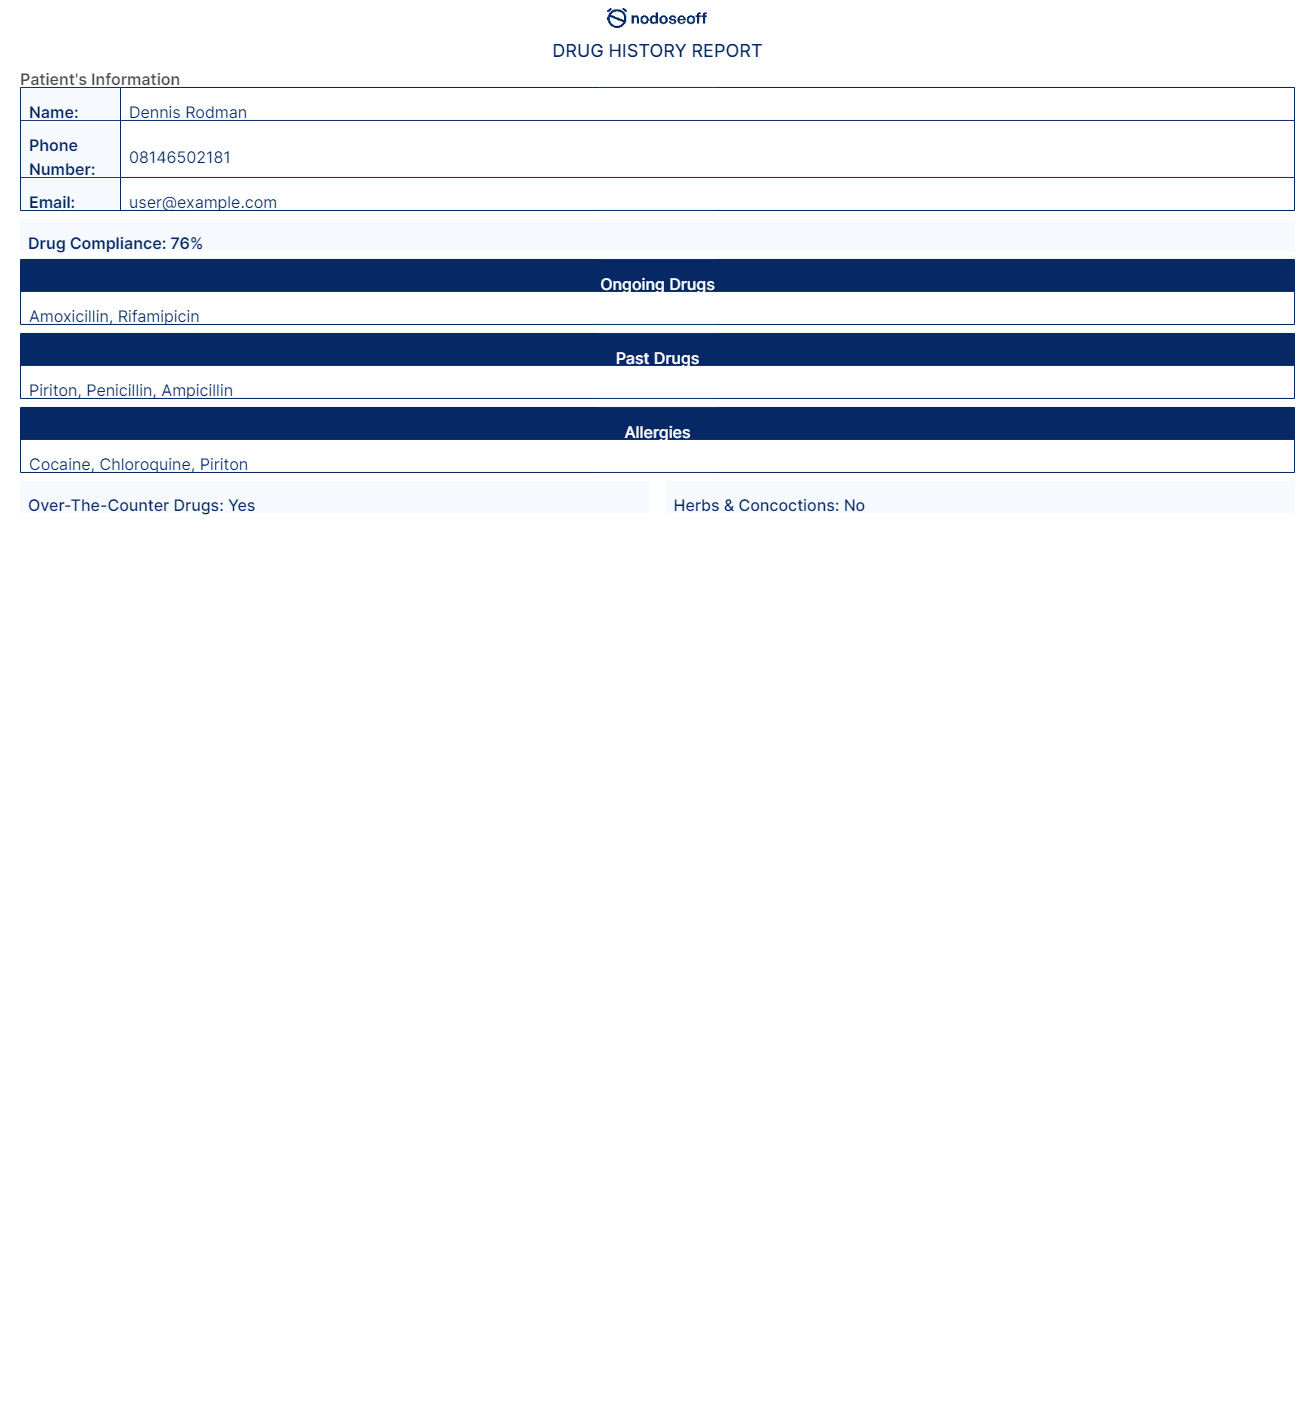 nodoseoff
DRUG HISTORY REPORT
Patient's Information
Name: Dennis Rodman
Phone
Number: 08146502181
Email: user@example.com
Drug Compliance: 76%
Ongoing Drugs
Amoxicillin, Rifamipicin
Past Drugs
Piriton, Penicillin, Ampicillin
Allergies
Cocaine, Chloroquine, Piriton
Over-The-Counter Drugs: Yes
Herbs & Concoctions: No